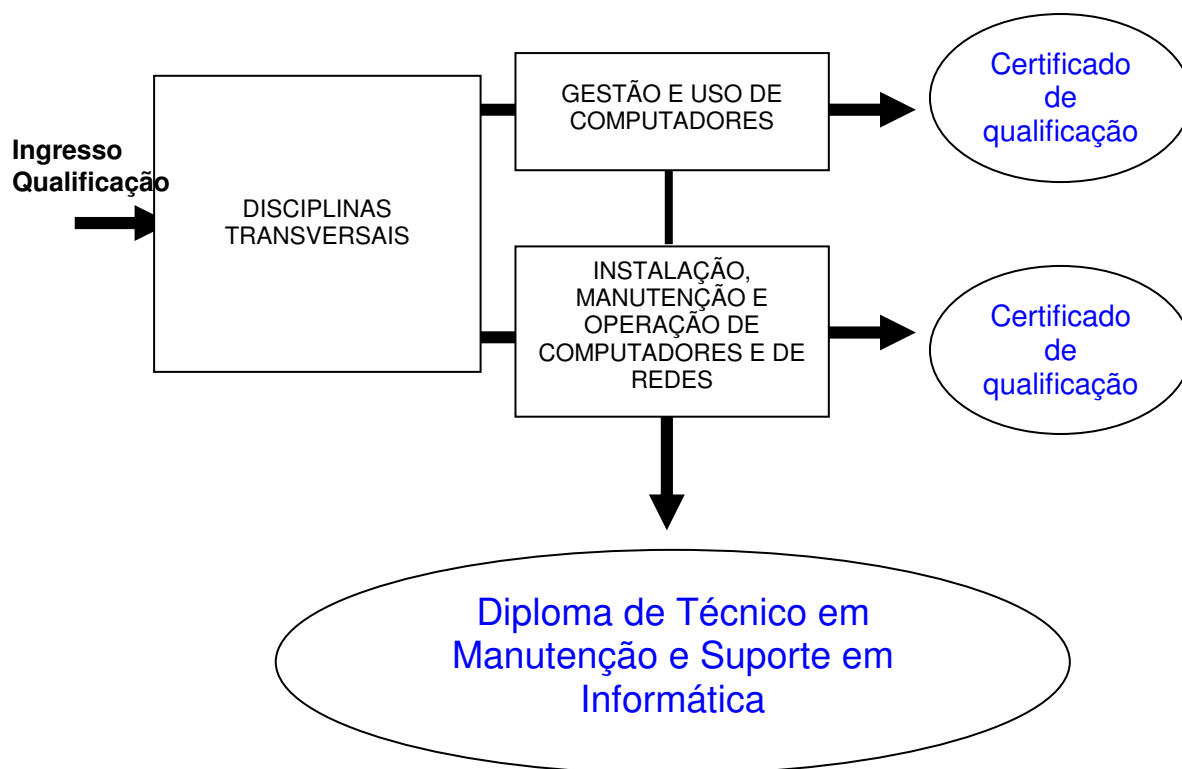 Ingresso
Qualificação
DISCIPLINAS
TRANSVERSAIS
GESTÃO E USO DE
COMPUTADORES
Certificado
de
qualificação
INSTALAÇÃO,
MANUTENÇÃO E
OPERAÇÃO DE
COMPUTADORES E DE
REDES
Certificado
de
qualificação
Diploma de Técnico em
Manutenção e Suporte em
Informática